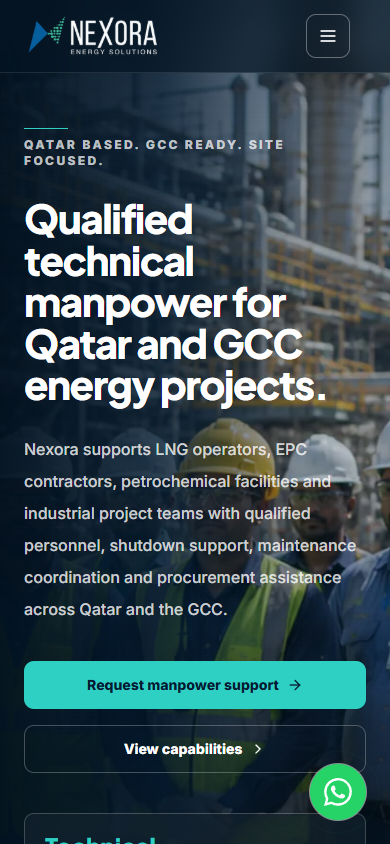 NEXORA
ENERGY SOLUTIONS
QATAR BASED. GCC READY. SITE
FOCUSED.
Qualified
technical
manpower for
Qatar and GCC
energy projects.
Nexora supports LNG operators, EPC
contractors, petrochemical facilities and
industrial project teams with qualified
personnel, shutdown support, maintenance
coordination and procurement assistance
across Qatar and the GCC.
Request manpower support
View capabilities
Technical